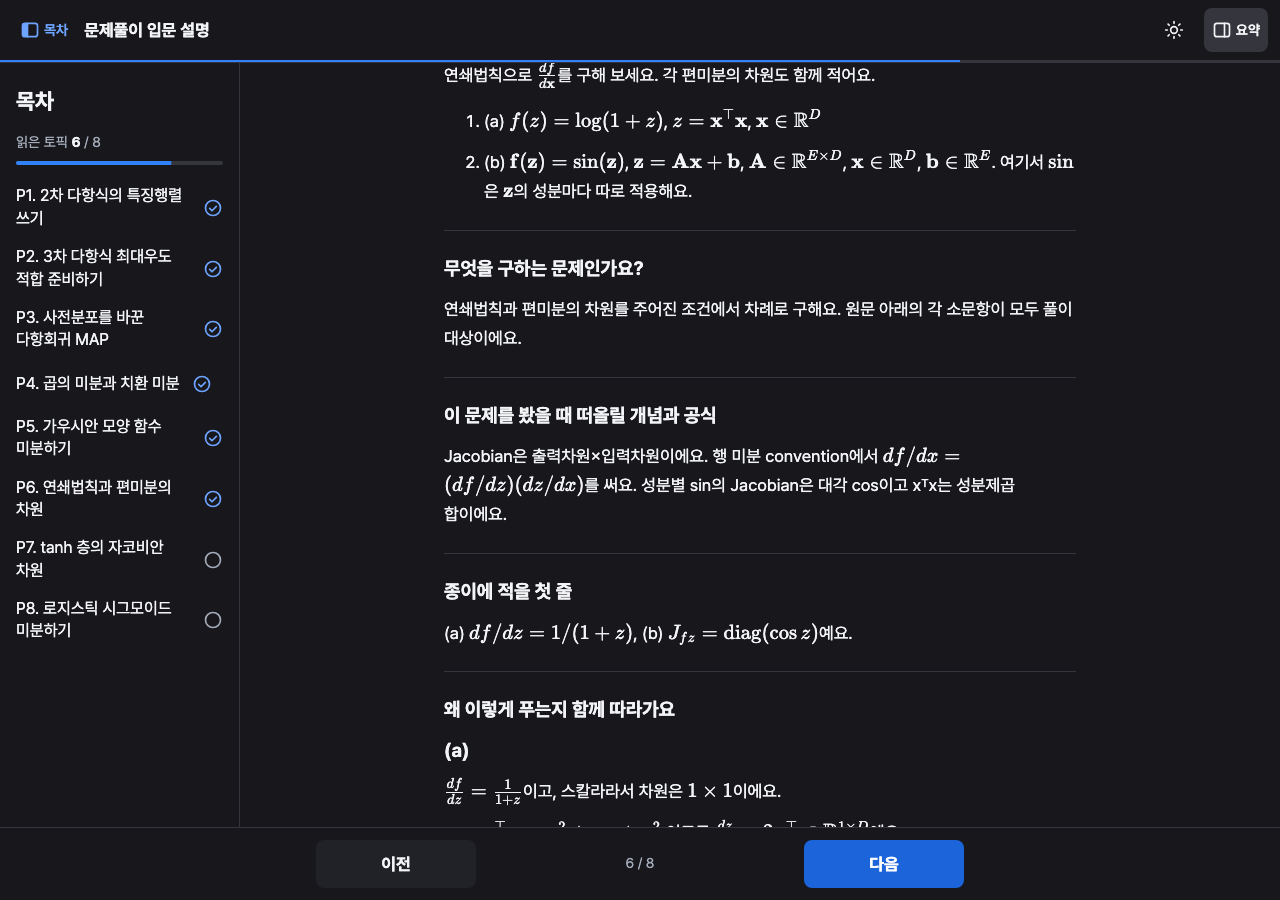 목차 문제풀이 입문 설명 요약
목차
읽은 토픽 6 / 8
P1. 2차 다항식의 특징행렬
쓰기
P2. 3차 다항식 최대우도
적합 준비하기
P3. 사전분포를 바꾼
다항회귀 MAP
P4. 곱의 미분과 치환 미분
P5. 가우시안 모양 함수
미분하기
P6. 연쇄법칙과 편미분의
차원
P7. tanh 층의 자코비안
차원
P8. 로지스틱 시그모이드
미분하기
연쇄법칙으로 df/dx를 구해 보세요. 각 편미분의 차원도 함께 적어요.
1. (a) f(z) = log(1 + z), z = x⊤x, x ∈ ℝ^D
2. (b) f(z) = sin(z), z = Ax + b, A ∈ ℝ^{E×D}, x ∈ ℝ^D, b ∈ ℝ^E. 여기서 sin
은 z의 성분마다 따로 적용해요.
무엇을 구하는 문제인가요?
연쇄법칙과 편미분의 차원를 주어진 조건에서 차례로 구해요. 원문 아래의 각 소문항이 모두 풀이
대상이에요.
이 문제를 봤을 때 떠올릴 개념과 공식
Jacobian은 출력차원×입력차원이에요. 행 미분 convention에서 df/dx =
(df/dz)(dz/dx)를 써요. 성분별 sin의 Jacobian은 대각 cos이고 xᵀx는 성분제곱
합이에요.
종이에 적을 첫 줄
(a) df/dz = 1/(1 + z), (b) J_{fz} = diag(cos z)예요.
왜 이렇게 푸는지 함께 따라가요
(a)
df/dz = 1/(1+z)이고, 스칼라라서 차원은 1 × 1이에요.
이전 6 / 8 다음